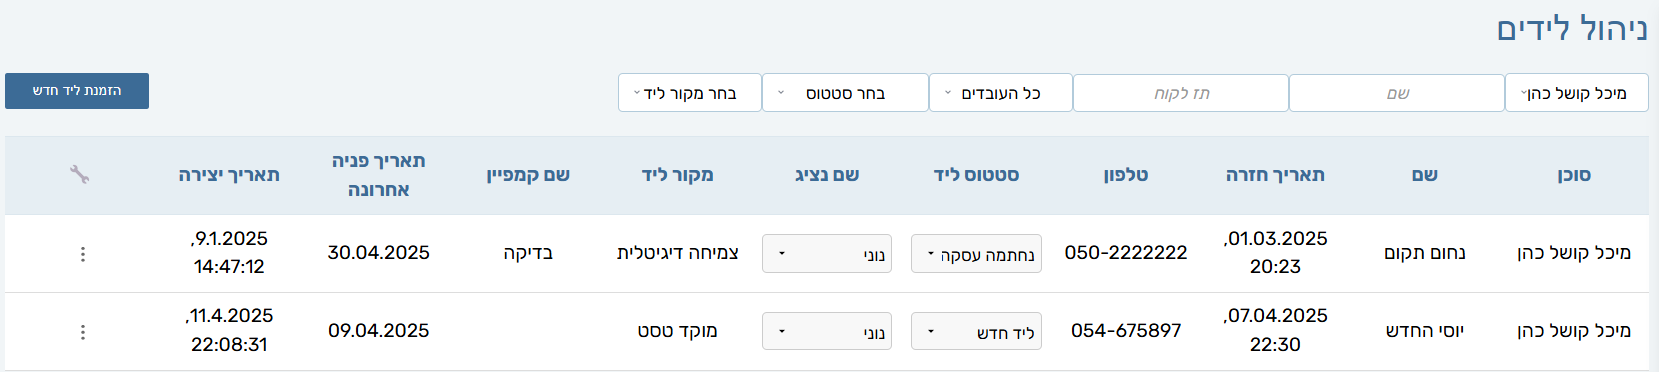 ניהול לידים
מיכל קושל כהן
שם
תז לקוח
כל העובדים
בחר סטטוס
בחר מקור ליד
הזמנת ליד חדש
סוכן
שם
תאריך חזרה
טלפון
סטטוס ליד
שם נציג
מקור ליד
שם קמפיין
תאריך פניה
אחרונה
תאריך יצירה
מיכל קושל כהן
נחום תקום
01.03.2025,
20:23
050-2222222
נחתמה עסקה
נוני
צמיחה דיגיטלית
בדיקה
30.04.2025
9.1.2025,
14:47:12
מיכל קושל כהן
יוסי החדש
07.04.2025,
22:30
054-675897
ליד חדש
נוני
מוקד טסט
09.04.2025
11.4.2025,
22:08:31